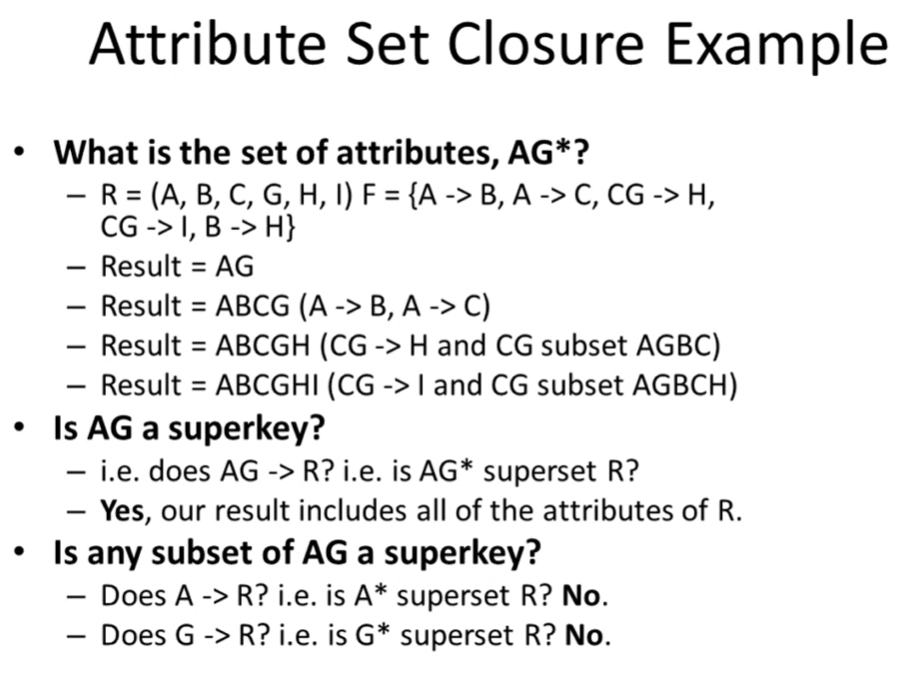 Attribute Set Closure Example
• What is the set of attributes, AG*?
– R = (A, B, C, G, H, I) F = {A -> B, A -> C, CG -> H,
CG -> I, B -> H}
– Result = AG
– Result = ABCG (A -> B, A -> C)
– Result = ABCGH (CG -> H and CG subset AGBC)
– Result = ABCGHI (CG -> I and CG subset AGBCH)
• Is AG a superkey?
– i.e. does AG -> R? i.e. is AG* superset R?
– Yes, our result includes all of the attributes of R.
• Is any subset of AG a superkey?
– Does A -> R? i.e. is A* superset R? No.
– Does G -> R? i.e. is G* superset R? No.